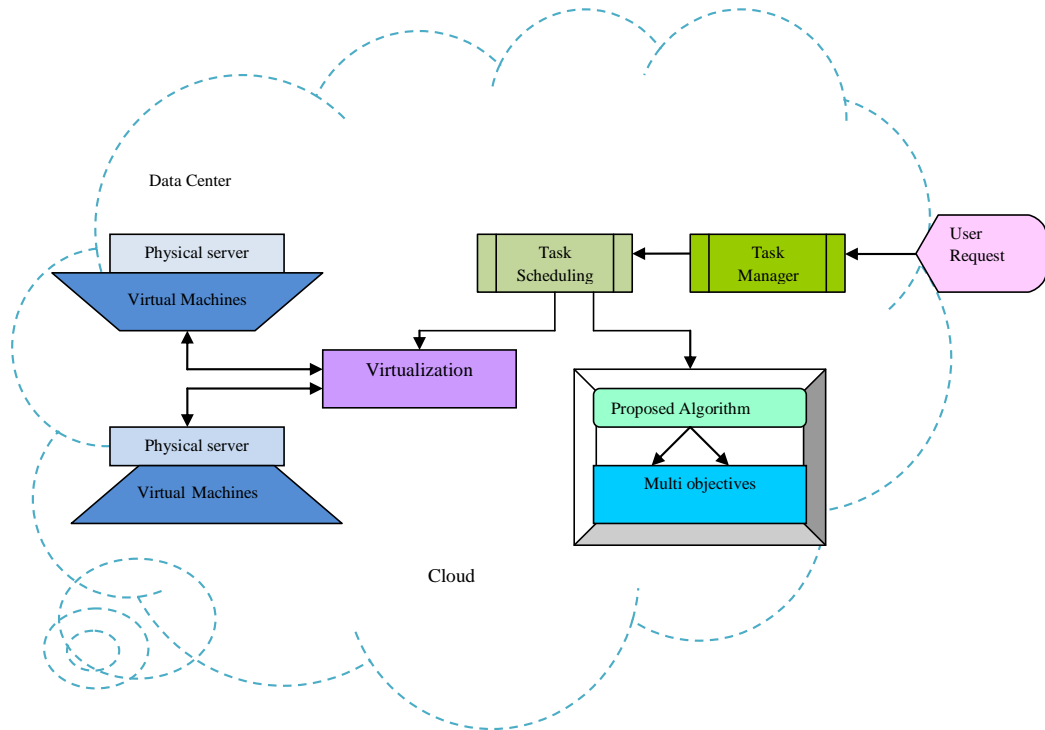 Data Center
Physical server
Virtual Machines
Task
Scheduling
Task
Manager
User
Request
Virtualization
Proposed Algorithm
Multi objectives
Physical server
Virtual Machines
Cloud